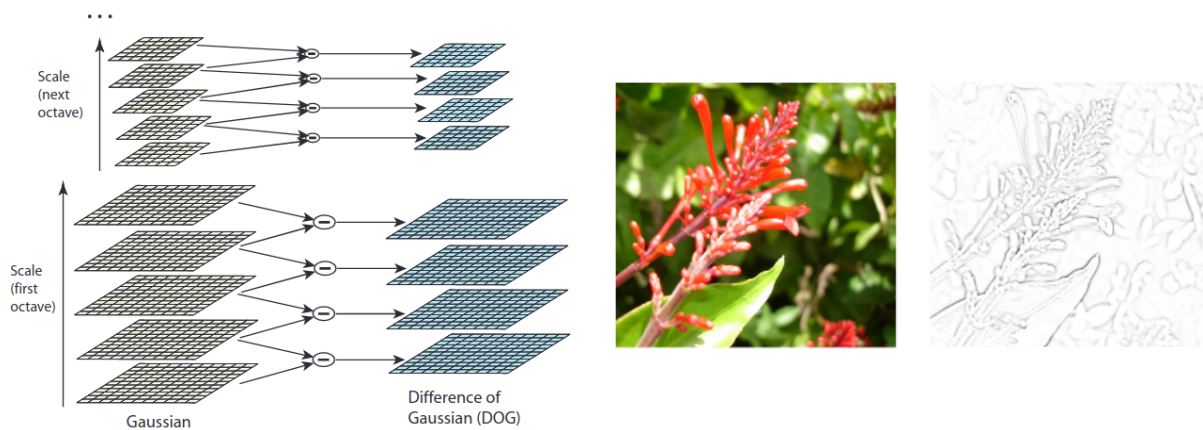 ...
Scale
(next
octave)
Scale
(first
octave)
Gaussian
Difference of
Gaussian (DOG)